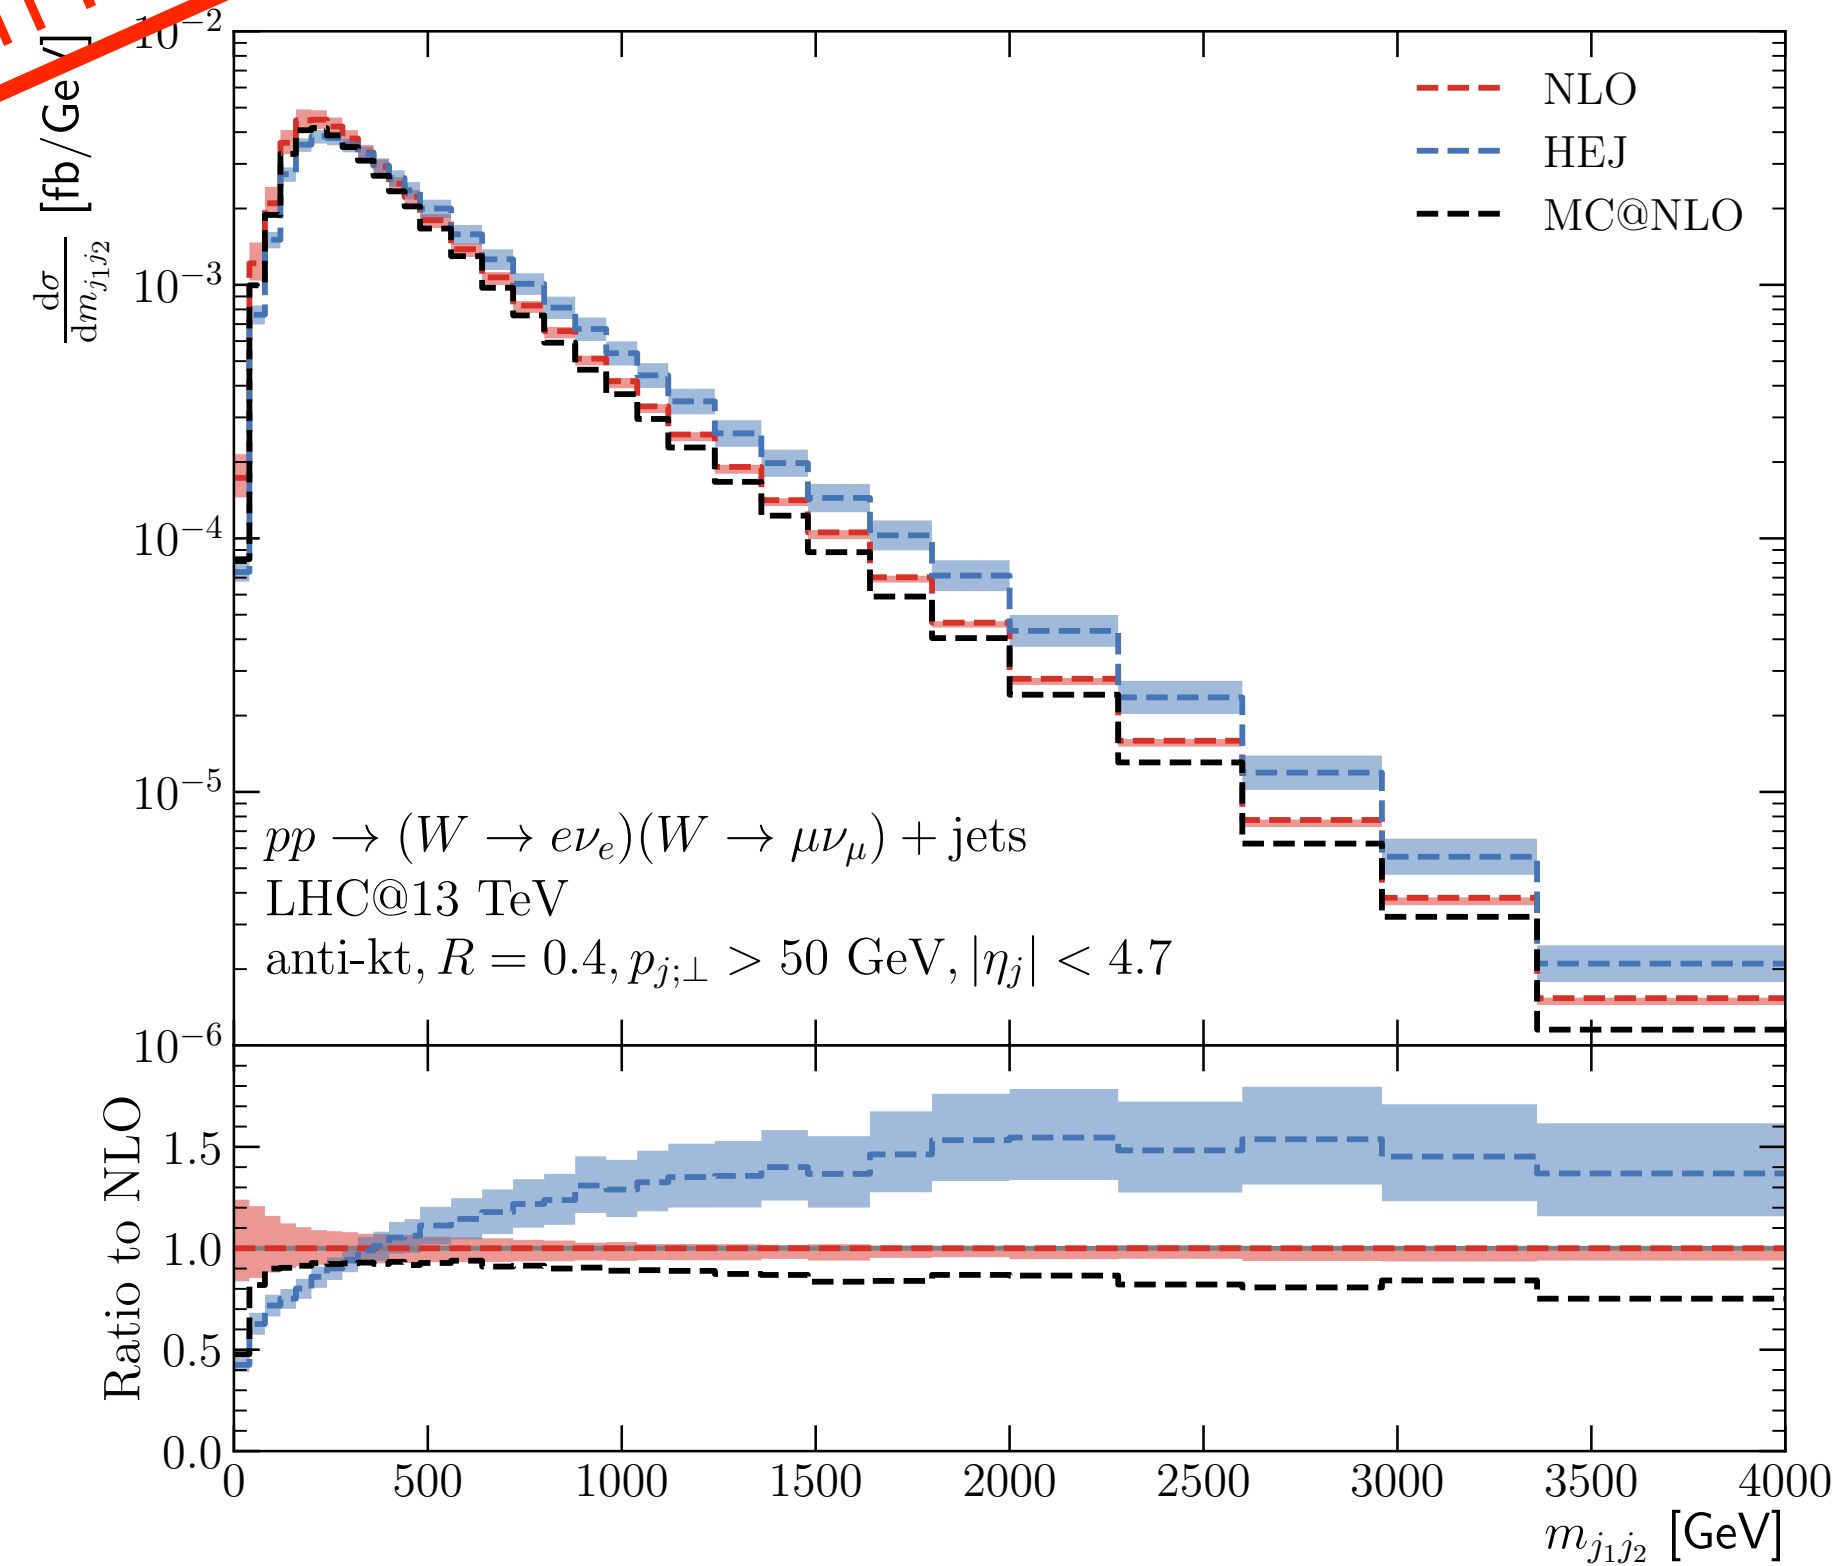 10⁻²
dσ/dm_{j₁j₂} [fb/GeV]
10⁻³
10⁻⁴
10⁻⁵
10⁻⁶
NLO
HEJ
MC@NLO
pp → (W → eν_e)(W → μν_μ) + jets
LHC@13 TeV
anti-kt, R = 0.4, p_{j;⊥} > 50 GeV, |η_j| < 4.7
Ratio to NLO
1.5
1.0
0.5
0.0
0 500 1000 1500 2000 2500 3000 3500 4000
m_{j₁j₂} [GeV]